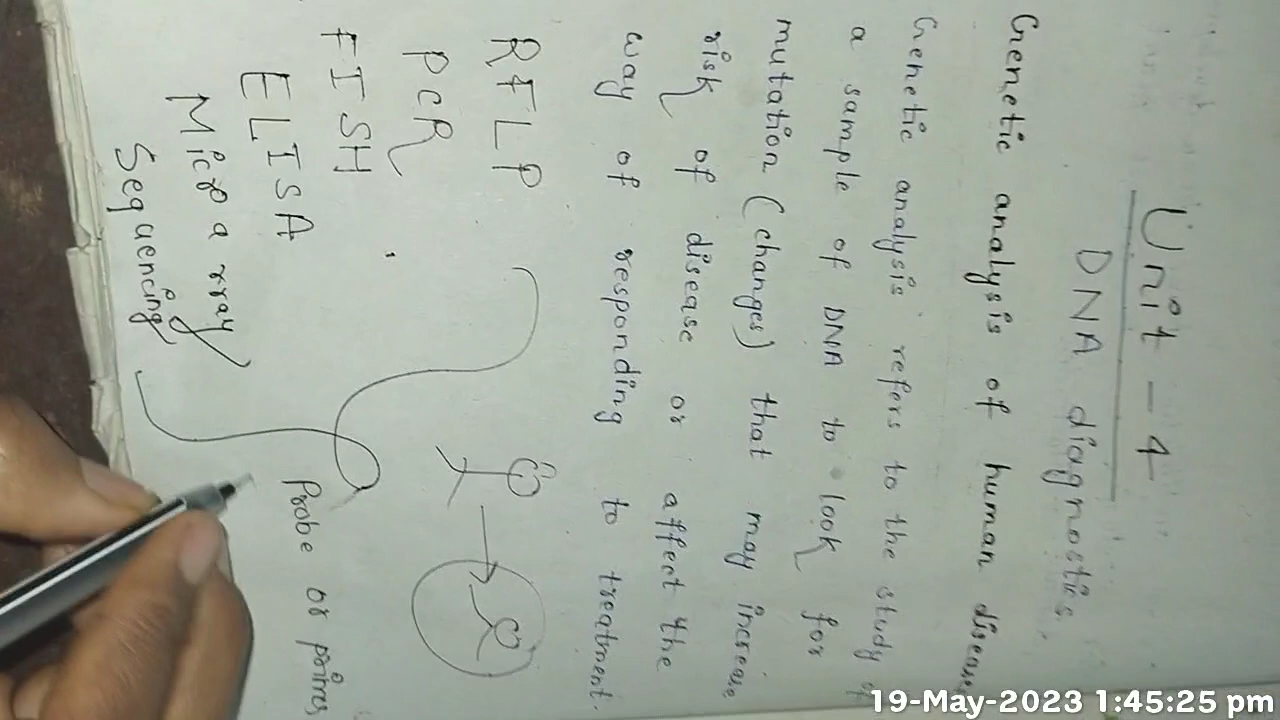 Unit - 4
DNA diagnostics.
Genetic analysis of human disease
Genetic analysis refers to the study of
a sample of DNA to look for
mutation (changes) that may increase
risk of disease or affect the
way of responding to treatment.
RFLP
PCR
FISH
ELISA
Micro array
Sequencing
Probe or
19-May-2023 1:45:25 pm